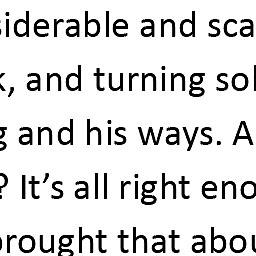 siderable and sca
k, and turning sol
g and his ways. A
? It’s all right eno
brought that abou